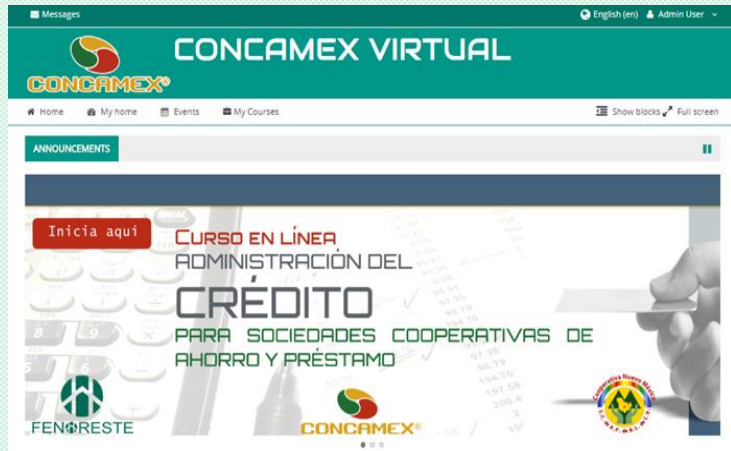 Messages
English (en) Admin User
CONCAMEX VIRTUAL
CONCAMEX®
Home My home Events My Courses
Show blocks Full screen
ANNOUNCEMENTS
Inicia aquí
CURSO EN LÍNEA
ADMINISTRACIÓN DEL
CRÉDITO
PARA SOCIEDADES COOPERATIVAS DE
AHORRO Y PRÉSTAMO
FENORESTE
CONCAMEX®
Cooperativa Nuevo México